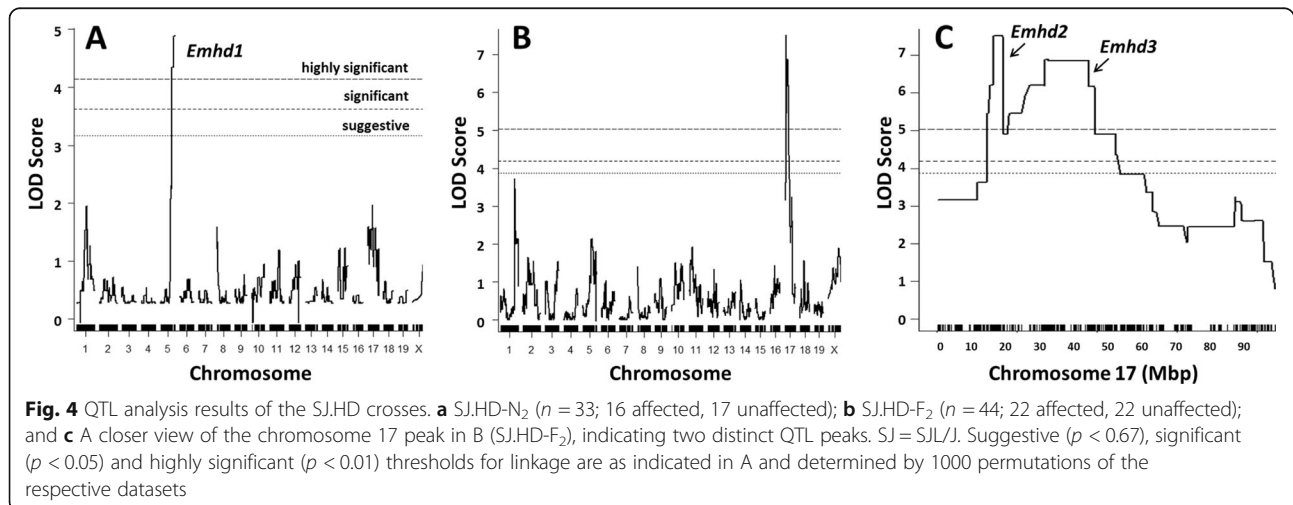 A
Emhd1
highly significant
significant
suggestive
LOD Score
5
4
3
2
1
0
1 2 3 4 5 6 7 8 9 10 11 12 13 14 15 16 17 19 X
Chromosome
B
LOD Score
7
6
5
4
3
2
1
0
1 2 3 4 5 6 7 8 9 10 11 12 13 14 15 16 17 18 19 X
Chromosome
C
Emhd2
Emhd3
LOD Score
7
6
5
4
3
2
1
0
0 10 20 30 40 50 60 70 80 90
Chromosome 17 (Mbp)
Fig. 4 QTL analysis results of the SJ.HD crosses. a SJ.HD-N₂ (n = 33; 16 affected, 17 unaffected); b SJ.HD-F₂ (n = 44; 22 affected, 22 unaffected);
and c A closer view of the chromosome 17 peak in B (SJ.HD-F₂), indicating two distinct QTL peaks. SJ = SJL/J. Suggestive (p < 0.67), significant
(p < 0.05) and highly significant (p < 0.01) thresholds for linkage are as indicated in A and determined by 1000 permutations of the
respective datasets